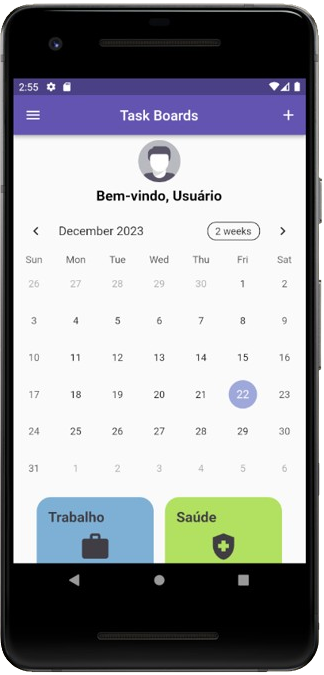 2:55
Task Boards
Bem-vindo, Usuário
December 2023 2 weeks
Sun Mon Tue Wed Thu Fri Sat
26 27 28 29 30 1 2
3 4 5 6 7 8 9
10 11 12 13 14 15 16
17 18 19 20 21 22 23
24 25 26 27 28 29 30
31 1 2 3 4 5 6
Trabalho Saúde